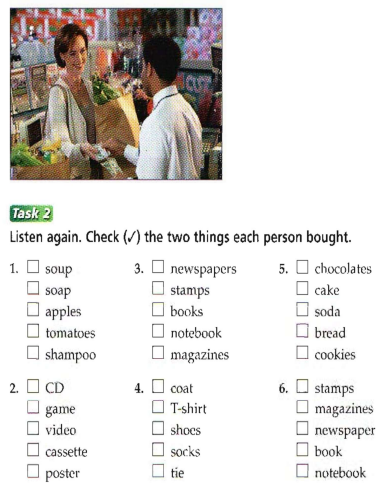 Task 2
Listen again. Check (✓) the two things each person bought.
1. ☐ soup
☐ soap
☐ apples
☐ tomatoes
☐ shampoo
2. ☐ CD
☐ game
☐ video
☐ cassette
☐ poster
3. ☐ newspapers
☐ stamps
☐ books
☐ notebook
☐ magazines
4. ☐ coat
☐ T-shirt
☐ shoes
☐ socks
☐ tie
5. ☐ chocolates
☐ cake
☐ soda
☐ bread
☐ cookies
6. ☐ stamps
☐ magazines
☐ newspaper
☐ book
☐ notebook